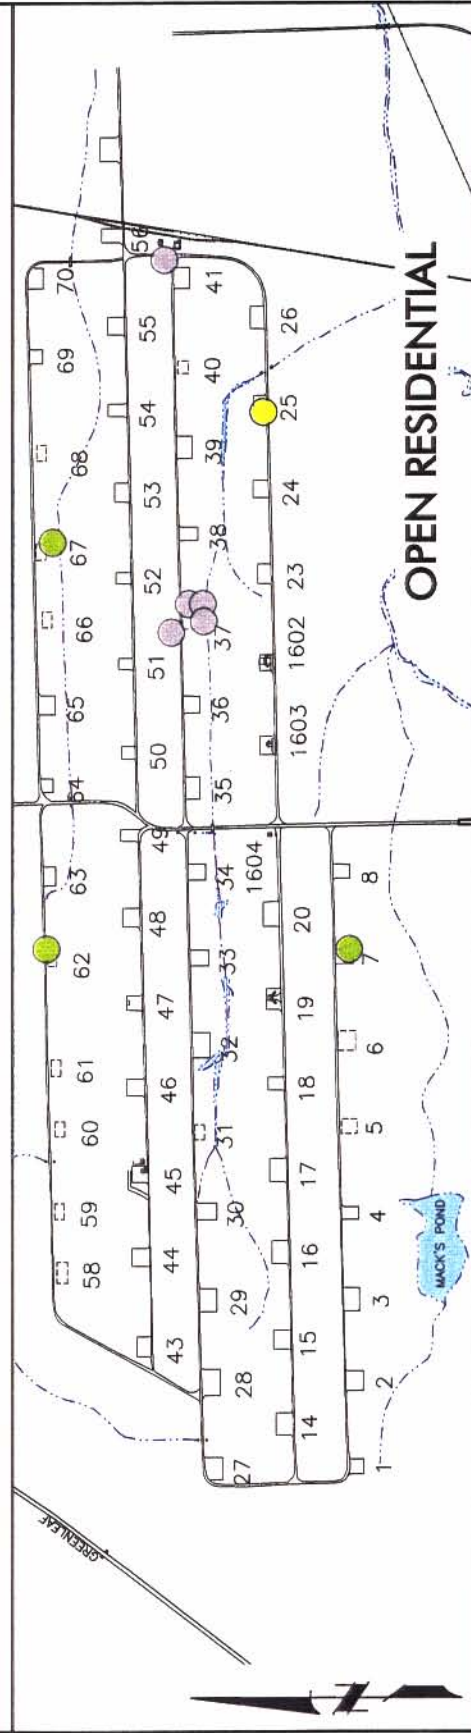 GREENLEAF
58 59 60 61 62 63 64 65 66 67 68 69 70
43 44 45 46 47 48 49 50 51 52 53 54 55 56
27 28 29 30 31 32 33 34 35 36 37 38 39 40 41
14 15 16 17 18 19 20 1604 1603 1602 23 24 25 26
1 2 3 4 5 6 7 8
OPEN RESIDENTIAL
MACK'S POND
N